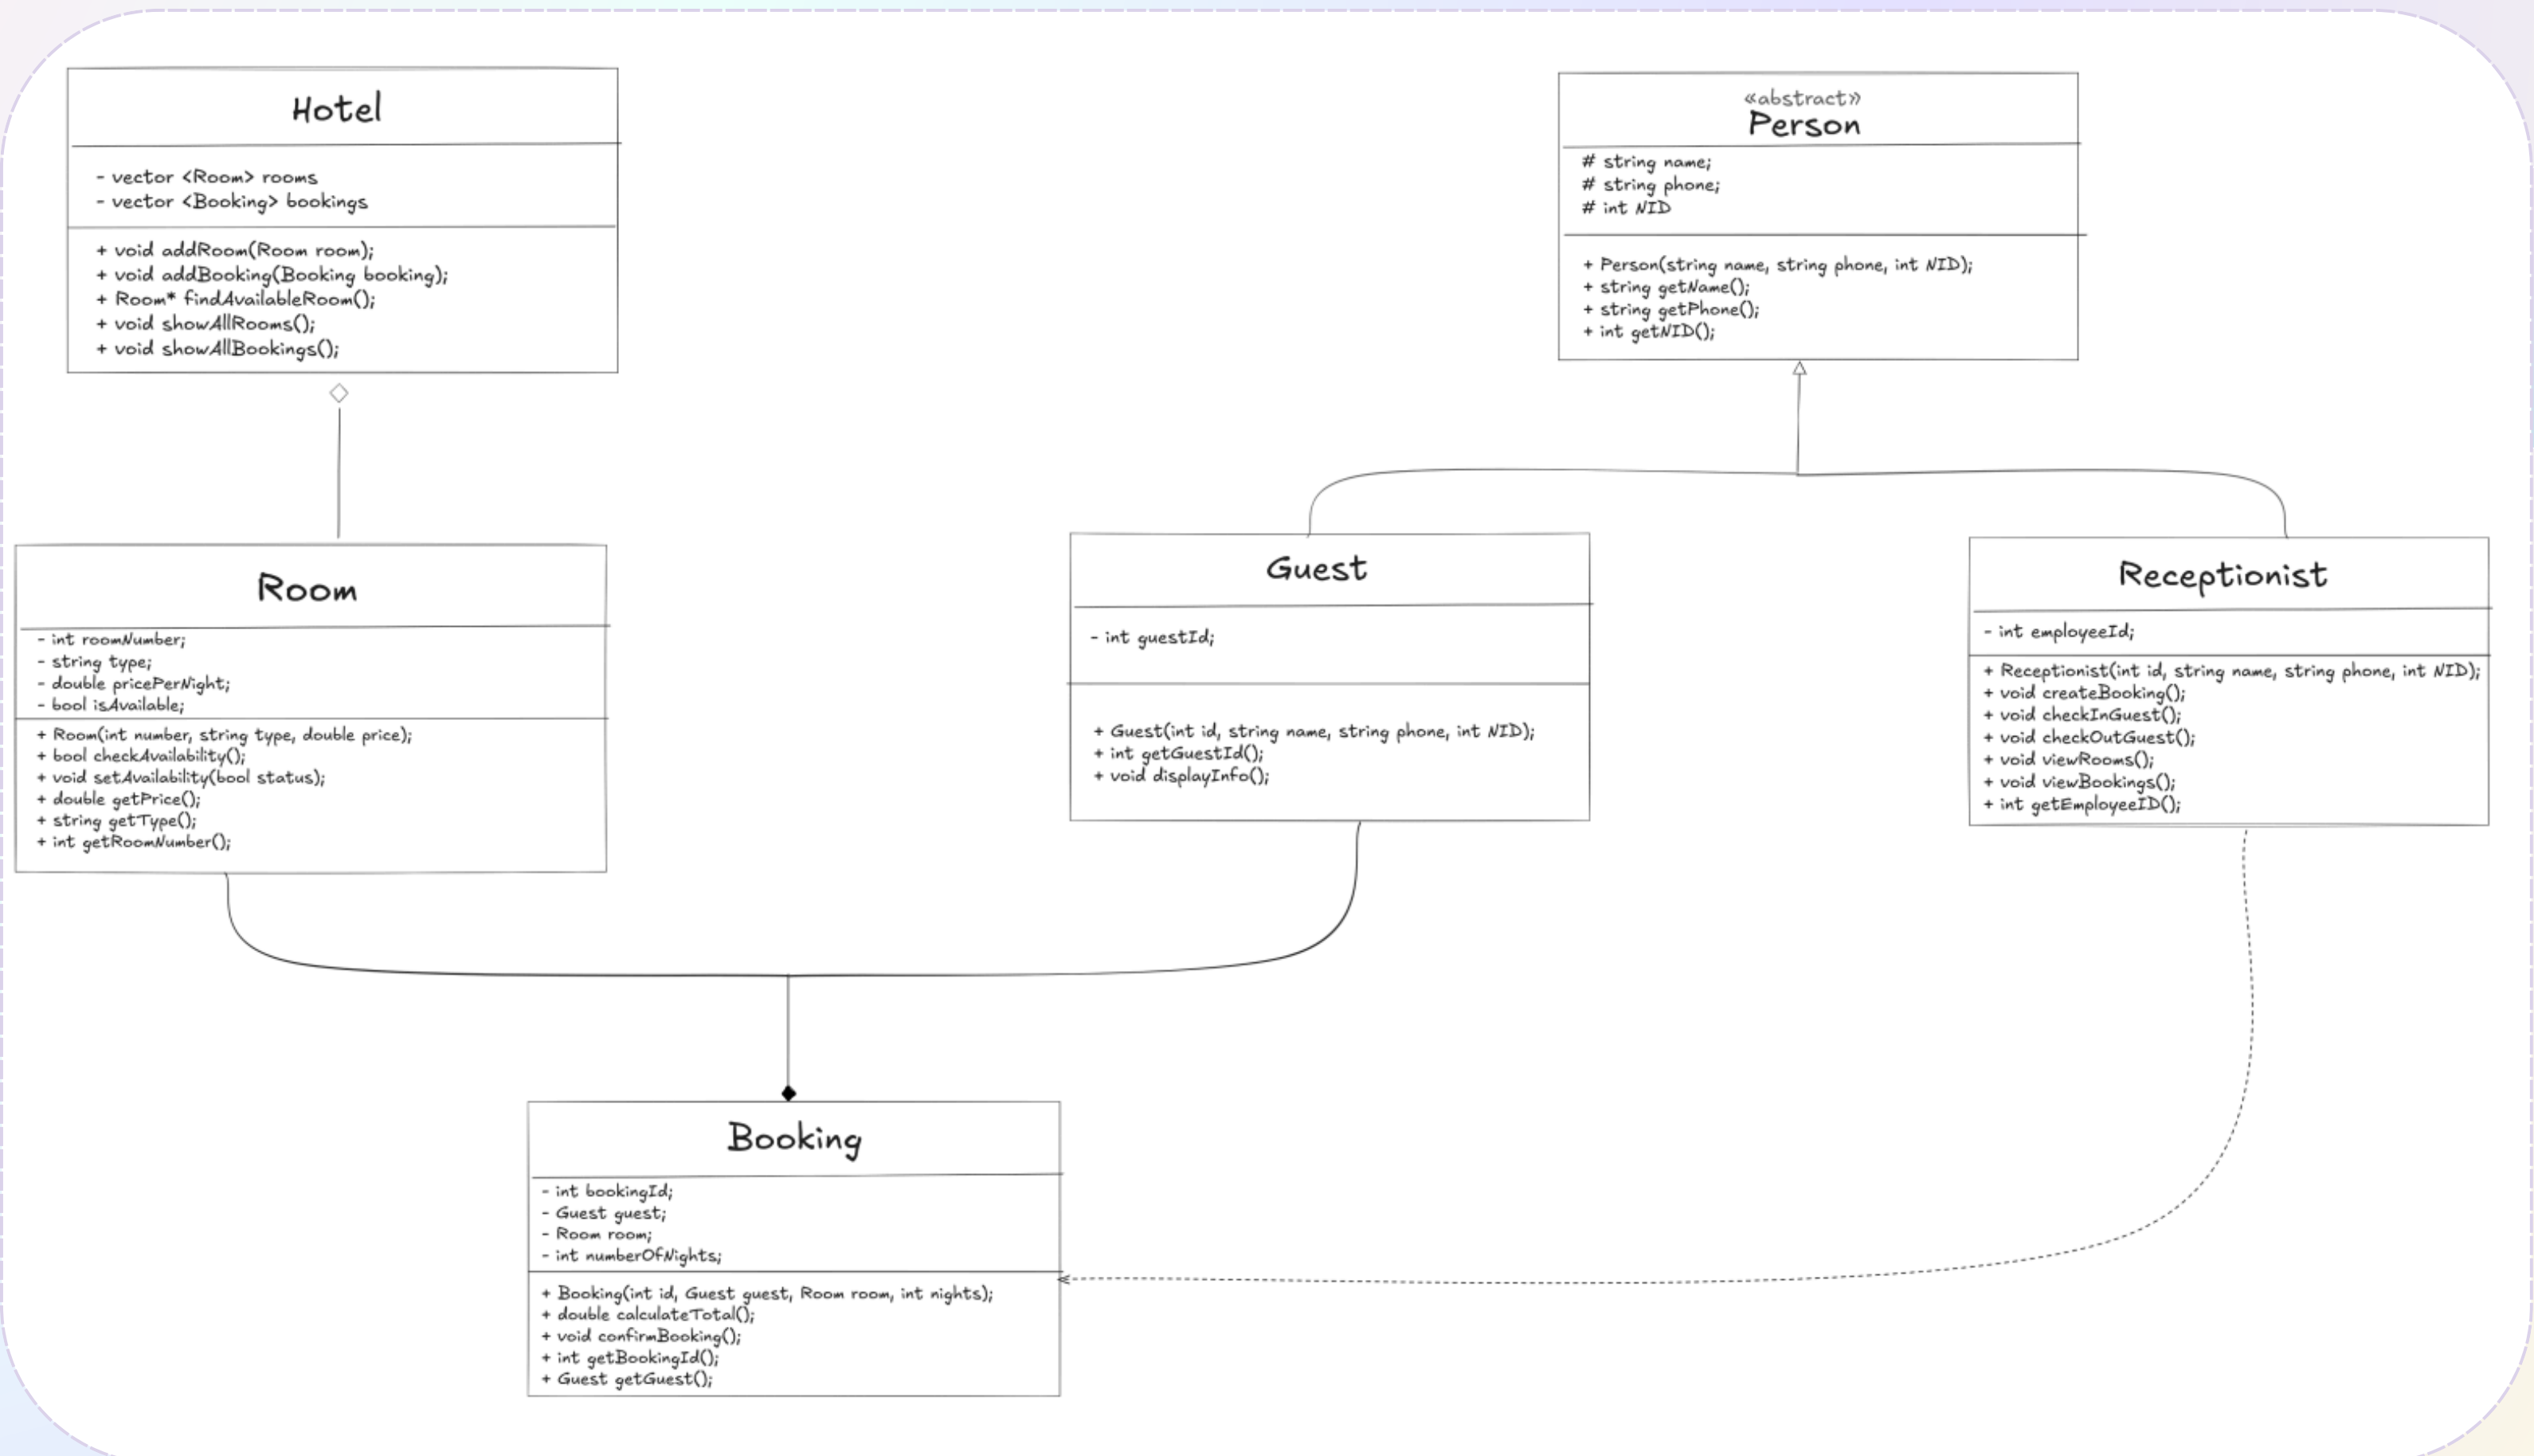 Hotel
- vector <Room> rooms
- vector <Booking> bookings
+ void addRoom(Room room);
+ void addBooking(Booking booking);
+ Room* findAvailableRoom();
+ void showAllRooms();
+ void showAllBookings();
«abstract»
Person
# string name;
# string phone;
# int NID
+ Person(string name, string phone, int NID);
+ string getName();
+ string getPhone();
+ int getNID();
Room
- int roomNumber;
- string type;
- double pricePerNight;
- bool isAvailable;
+ Room(int number, string type, double price);
+ bool checkAvailability();
+ void setAvailability(bool status);
+ double getPrice();
+ string getType();
+ int getRoomNumber();
Guest
- int guestId;
+ Guest(int id, string name, string phone, int NID);
+ int getGuestId();
+ void displayInfo();
Receptionist
- int employeeId;
+ Receptionist(int id, string name, string phone, int NID);
+ void createBooking();
+ void checkInGuest();
+ void checkOutGuest();
+ void viewRooms();
+ void viewBookings();
+ int getEmployeeID();
Booking
- int bookingId;
- Guest guest;
- Room room;
- int numberOfNights;
+ Booking(int id, Guest guest, Room room, int nights);
+ double calculateTotal();
+ void confirmBooking();
+ int getBookingId();
+ Guest getGuest();